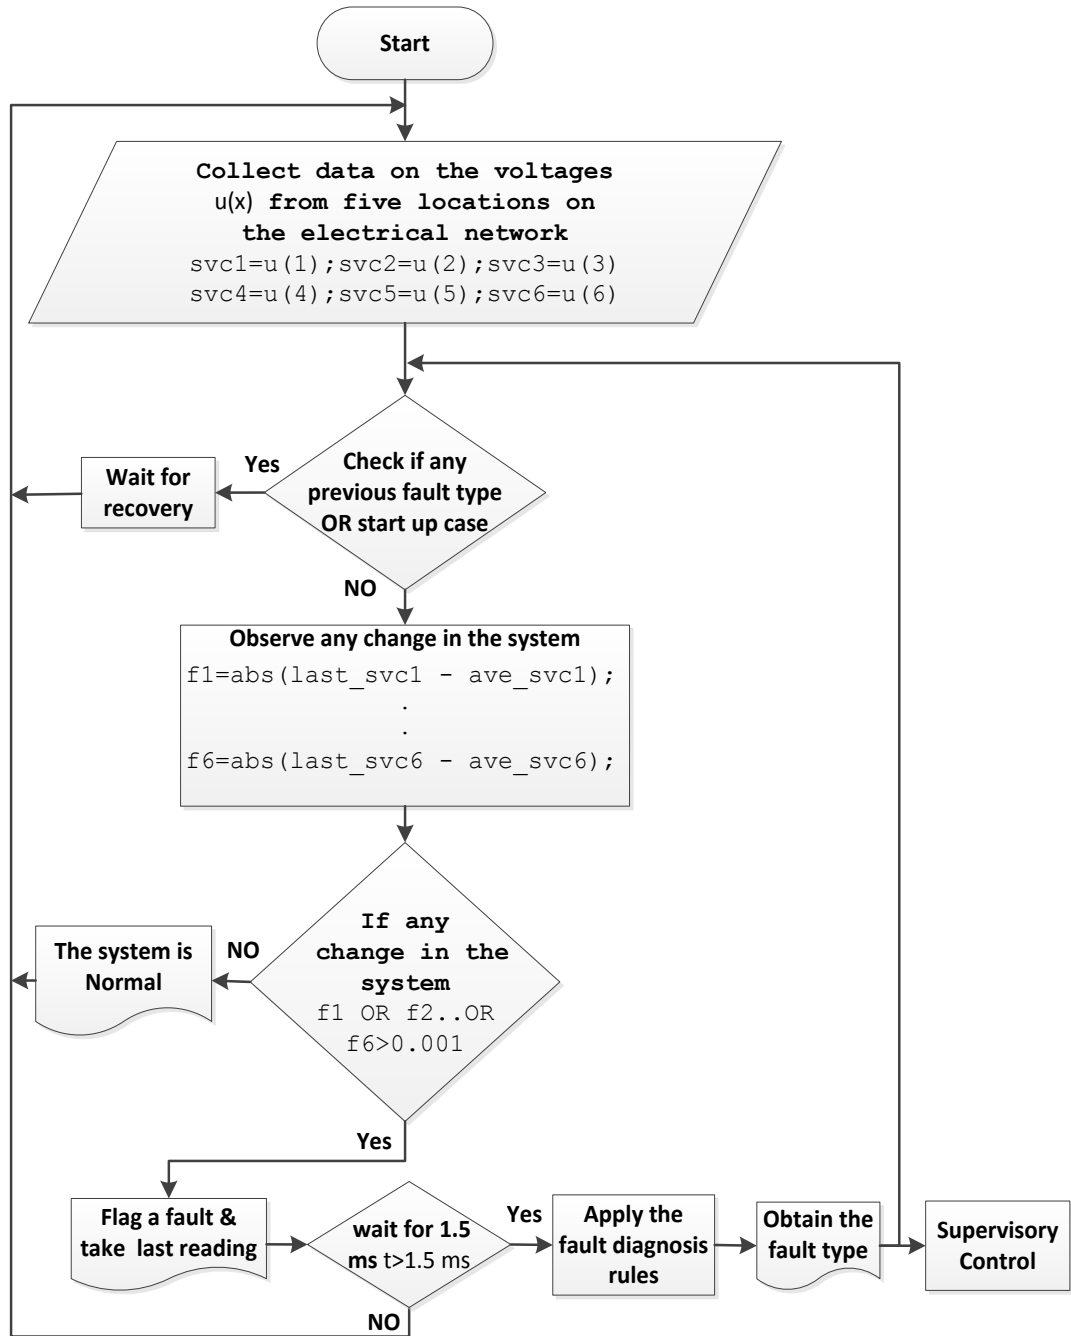 Start
Collect data on the voltages
u(x) from five locations on
the electrical network
svc1=u(1);svc2=u(2);svc3=u(3)
svc4=u(4);svc5=u(5);svc6=u(6)
Check if any
previous fault type
OR start up case
Yes
Wait for
recovery
NO
Observe any change in the system
f1=abs(last_svc1 - ave_svc1);
.
.
f6=abs(last_svc6 - ave_svc6);
If any
change in the
system
f1 OR f2..OR
f6>0.001
NO
The system is
Normal
Yes
Flag a fault &
take last reading
wait for 1.5
ms t>1.5 ms
Yes
Apply the
fault diagnosis
rules
Obtain the
fault type
Supervisory
Control
NO